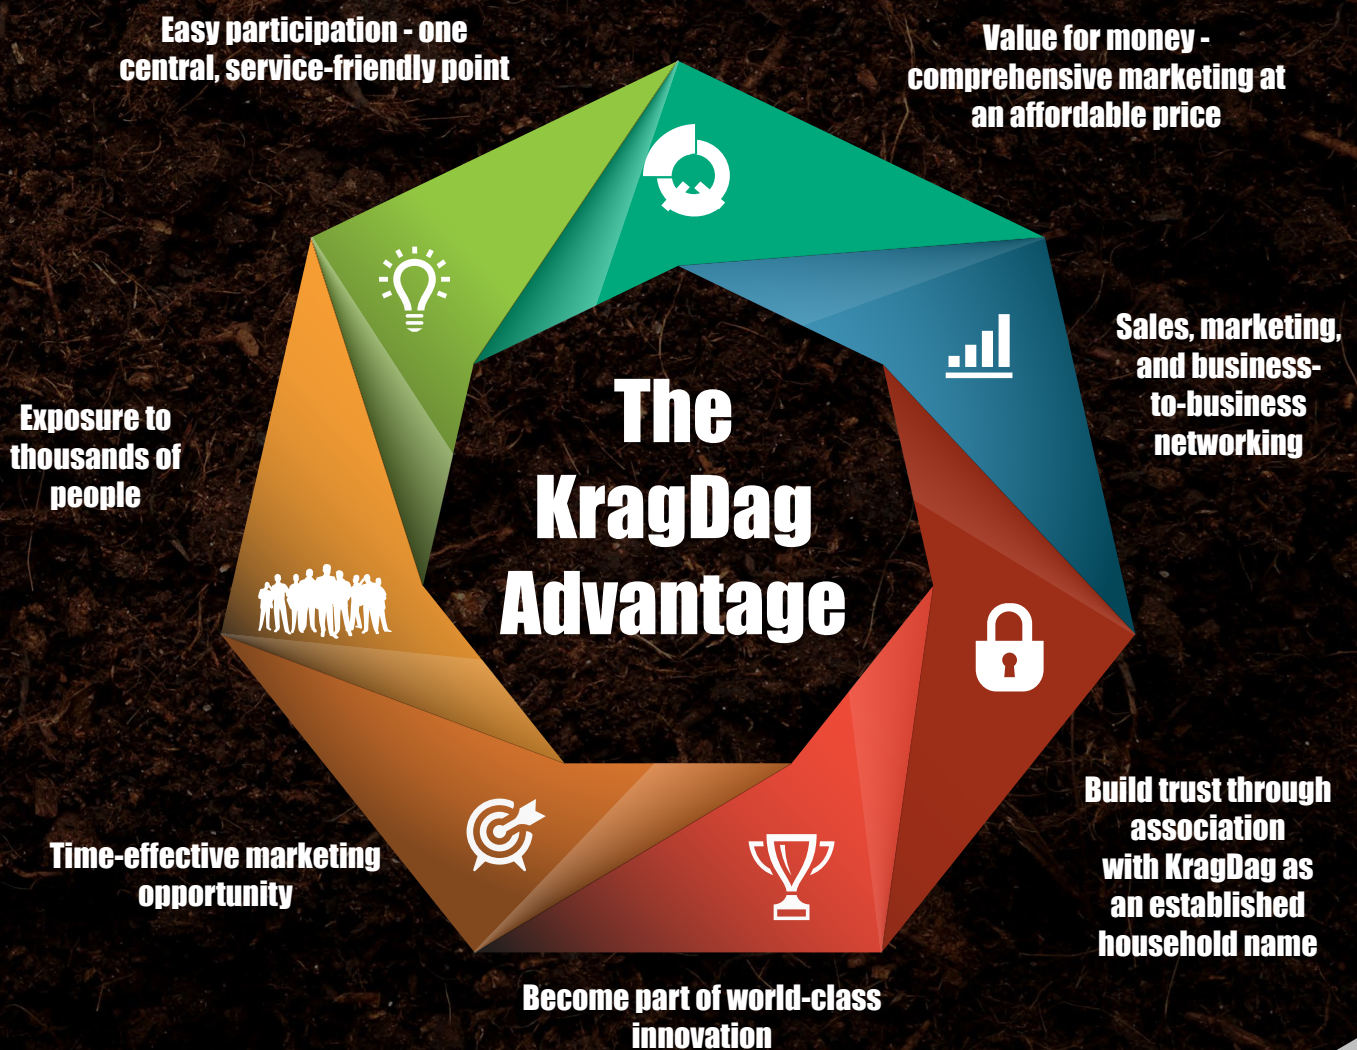 Easy participation - one
central, service-friendly point
Value for money -
comprehensive marketing at
an affordable price
Sales, marketing,
and business-
to-business
networking
Exposure to
thousands of
people
The
KragDag
Advantage
Build trust through
association
with KragDag as
an established
household name
Time-effective marketing
opportunity
Become part of world-class
innovation